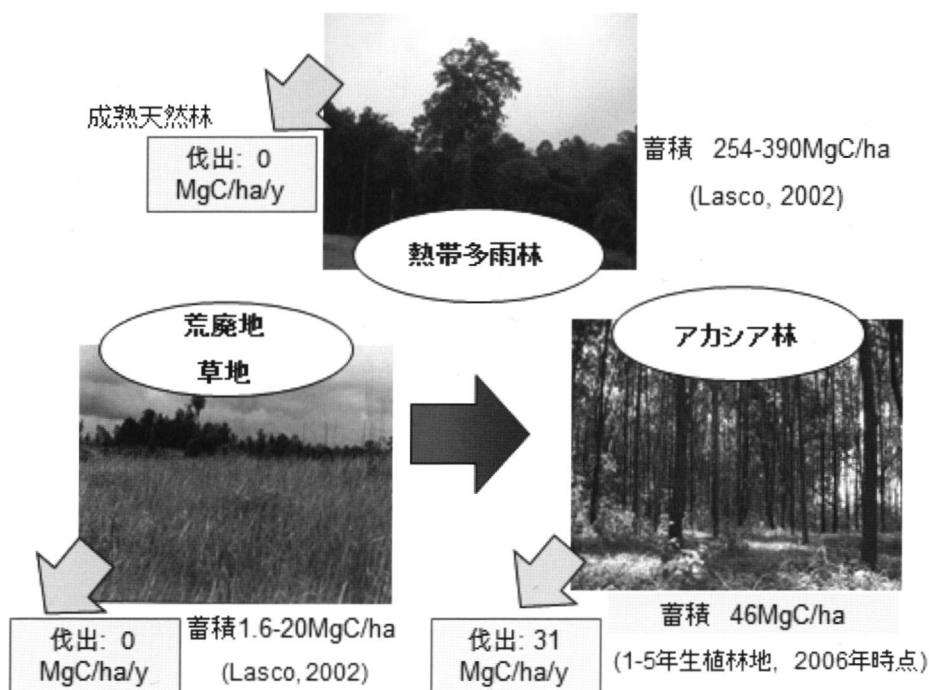 成熟天然林
伐出: 0
MgC/ha/y
蓄積 254-390MgC/ha
(Lasco, 2002)
熱帯多雨林
荒廃地
草地
アカシア林
伐出: 0
MgC/ha/y
蓄積1.6-20MgC/ha
(Lasco, 2002)
伐出: 31
MgC/ha/y
蓄積 46MgC/ha
(1-5年生植林地, 2006年時点)